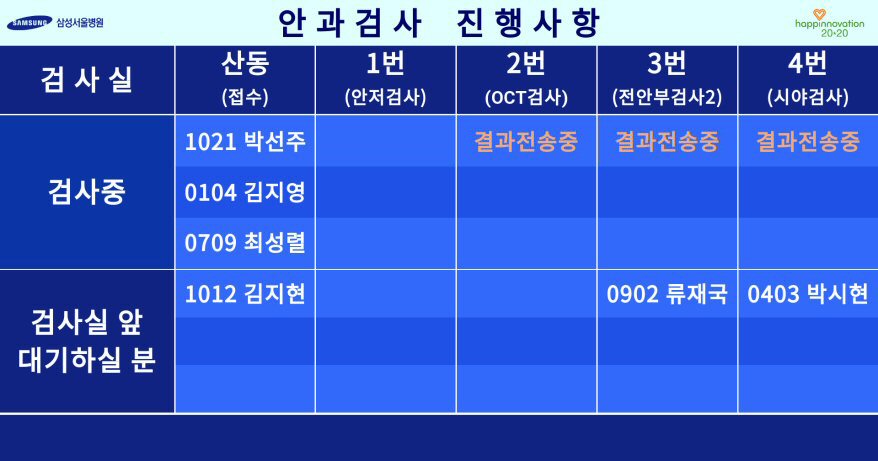 SAMSUNG 삼성서울병원
안과검사 진행사항
happinnovation
20×20
검사실
산동
(접수)
1번
(안저검사)
2번
(OCT검사)
3번
(전안부검사2)
4번
(시야검사)
검사중
1021 박선주
결과전송중
결과전송중
결과전송중
0104 김지영
0709 최성렬
검사실 앞
대기하실 분
1012 김지현
0902 류재국
0403 박시현